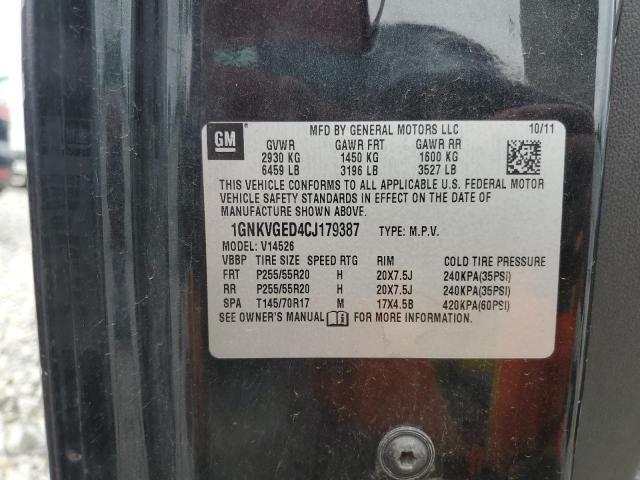 GM
MFD BY GENERAL MOTORS LLC 10/11
GVWR GAWR FRT GAWR RR
2930 KG 1450 KG 1600 KG
6459 LB 3196 LB 3527 LB
THIS VEHICLE CONFORMS TO ALL APPLICABLE U.S. FEDERAL MOTOR
VEHICLE SAFETY STANDARDS IN EFFECT ON THE DATE OF
MANUFACTURE SHOWN ABOVE.
1GNKVGED4CJ179387 TYPE: M.P.V.
MODEL: V14526
VBBP TIRE SIZE SPEED RTG RIM COLD TIRE PRESSURE
FRT P255/55R20 H 20X7.5J 240KPA(35PSI)
RR P255/55R20 H 20X7.5J 240KPA(35PSI)
SPA T145/70R17 M 17X4.5B 420KPA(60PSI)
SEE OWNER'S MANUAL FOR MORE INFORMATION.